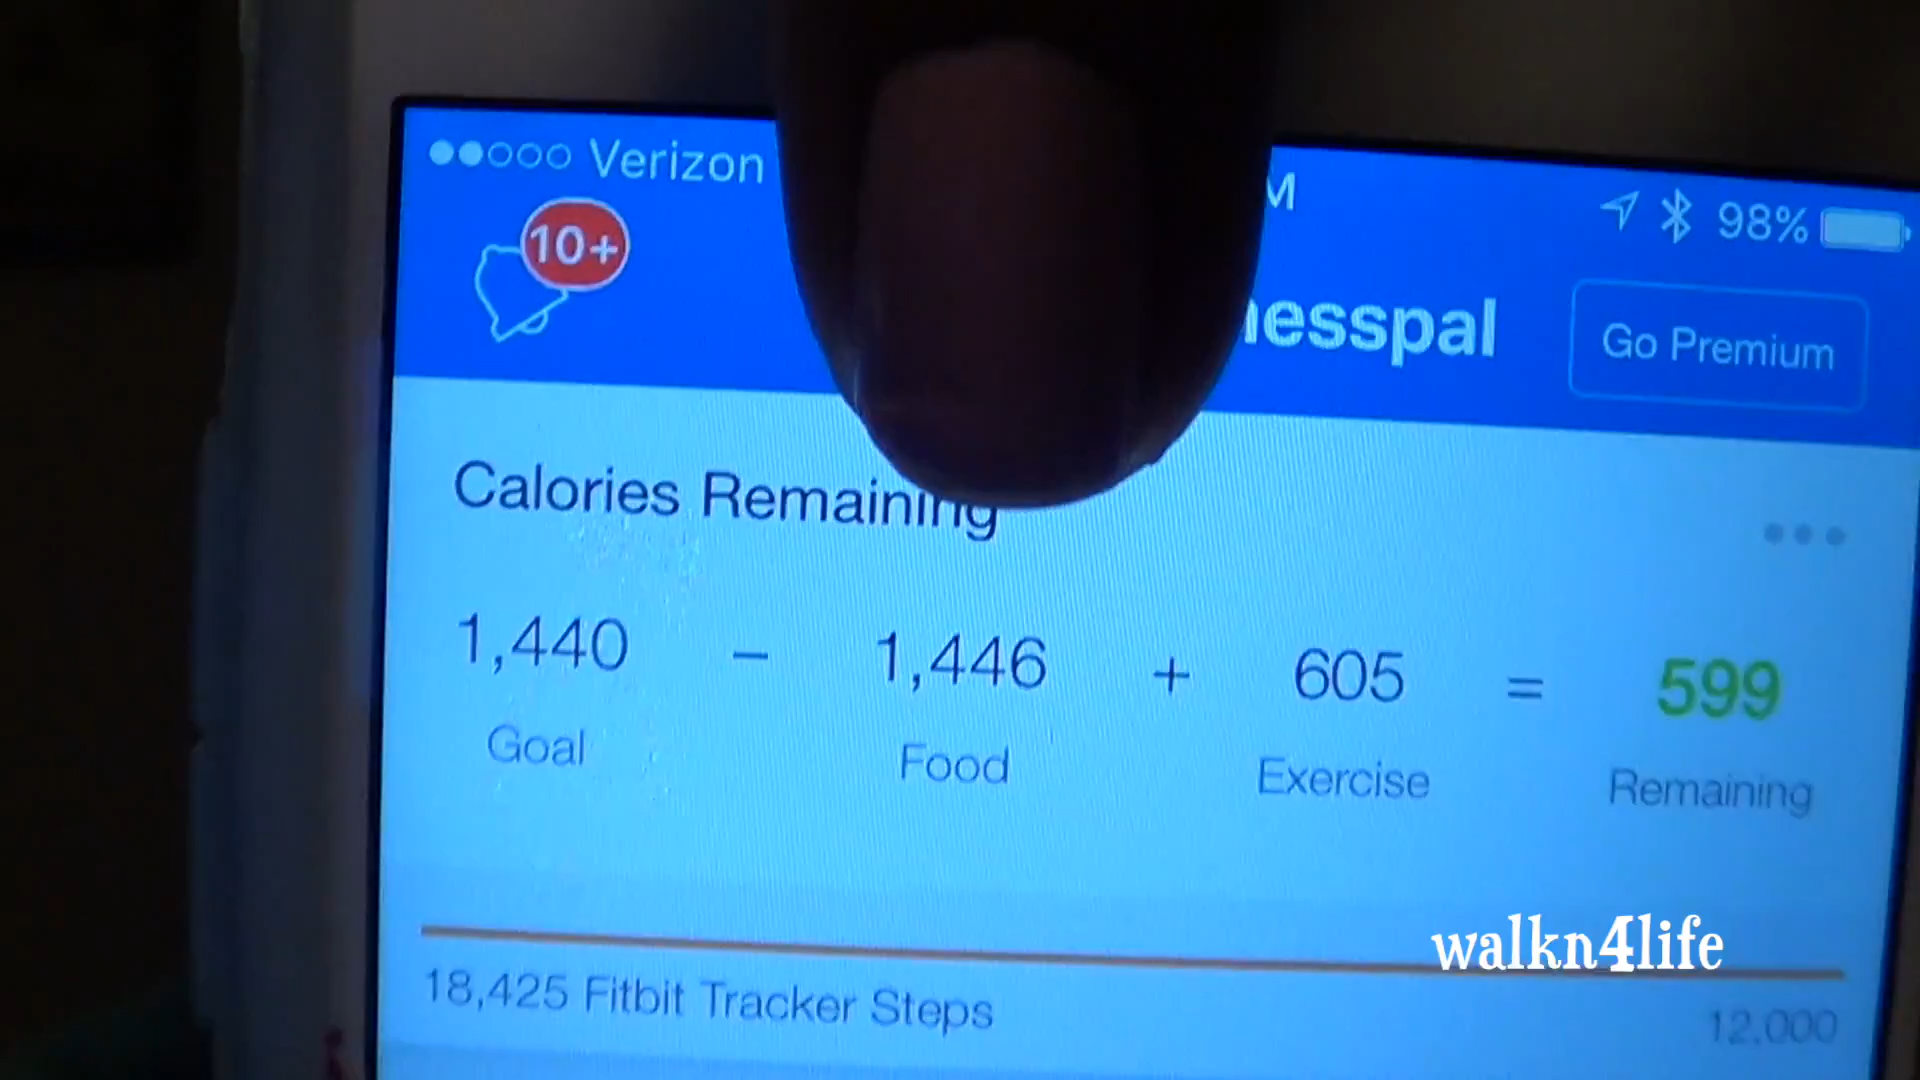 Verizon M 98%
10+
nesspal Go Premium
Calories Remaining
1,440 − 1,446 + 605 = 599
Goal Food Exercise Remaining
walkn4life
18,425 Fitbit Tracker Steps 12,000